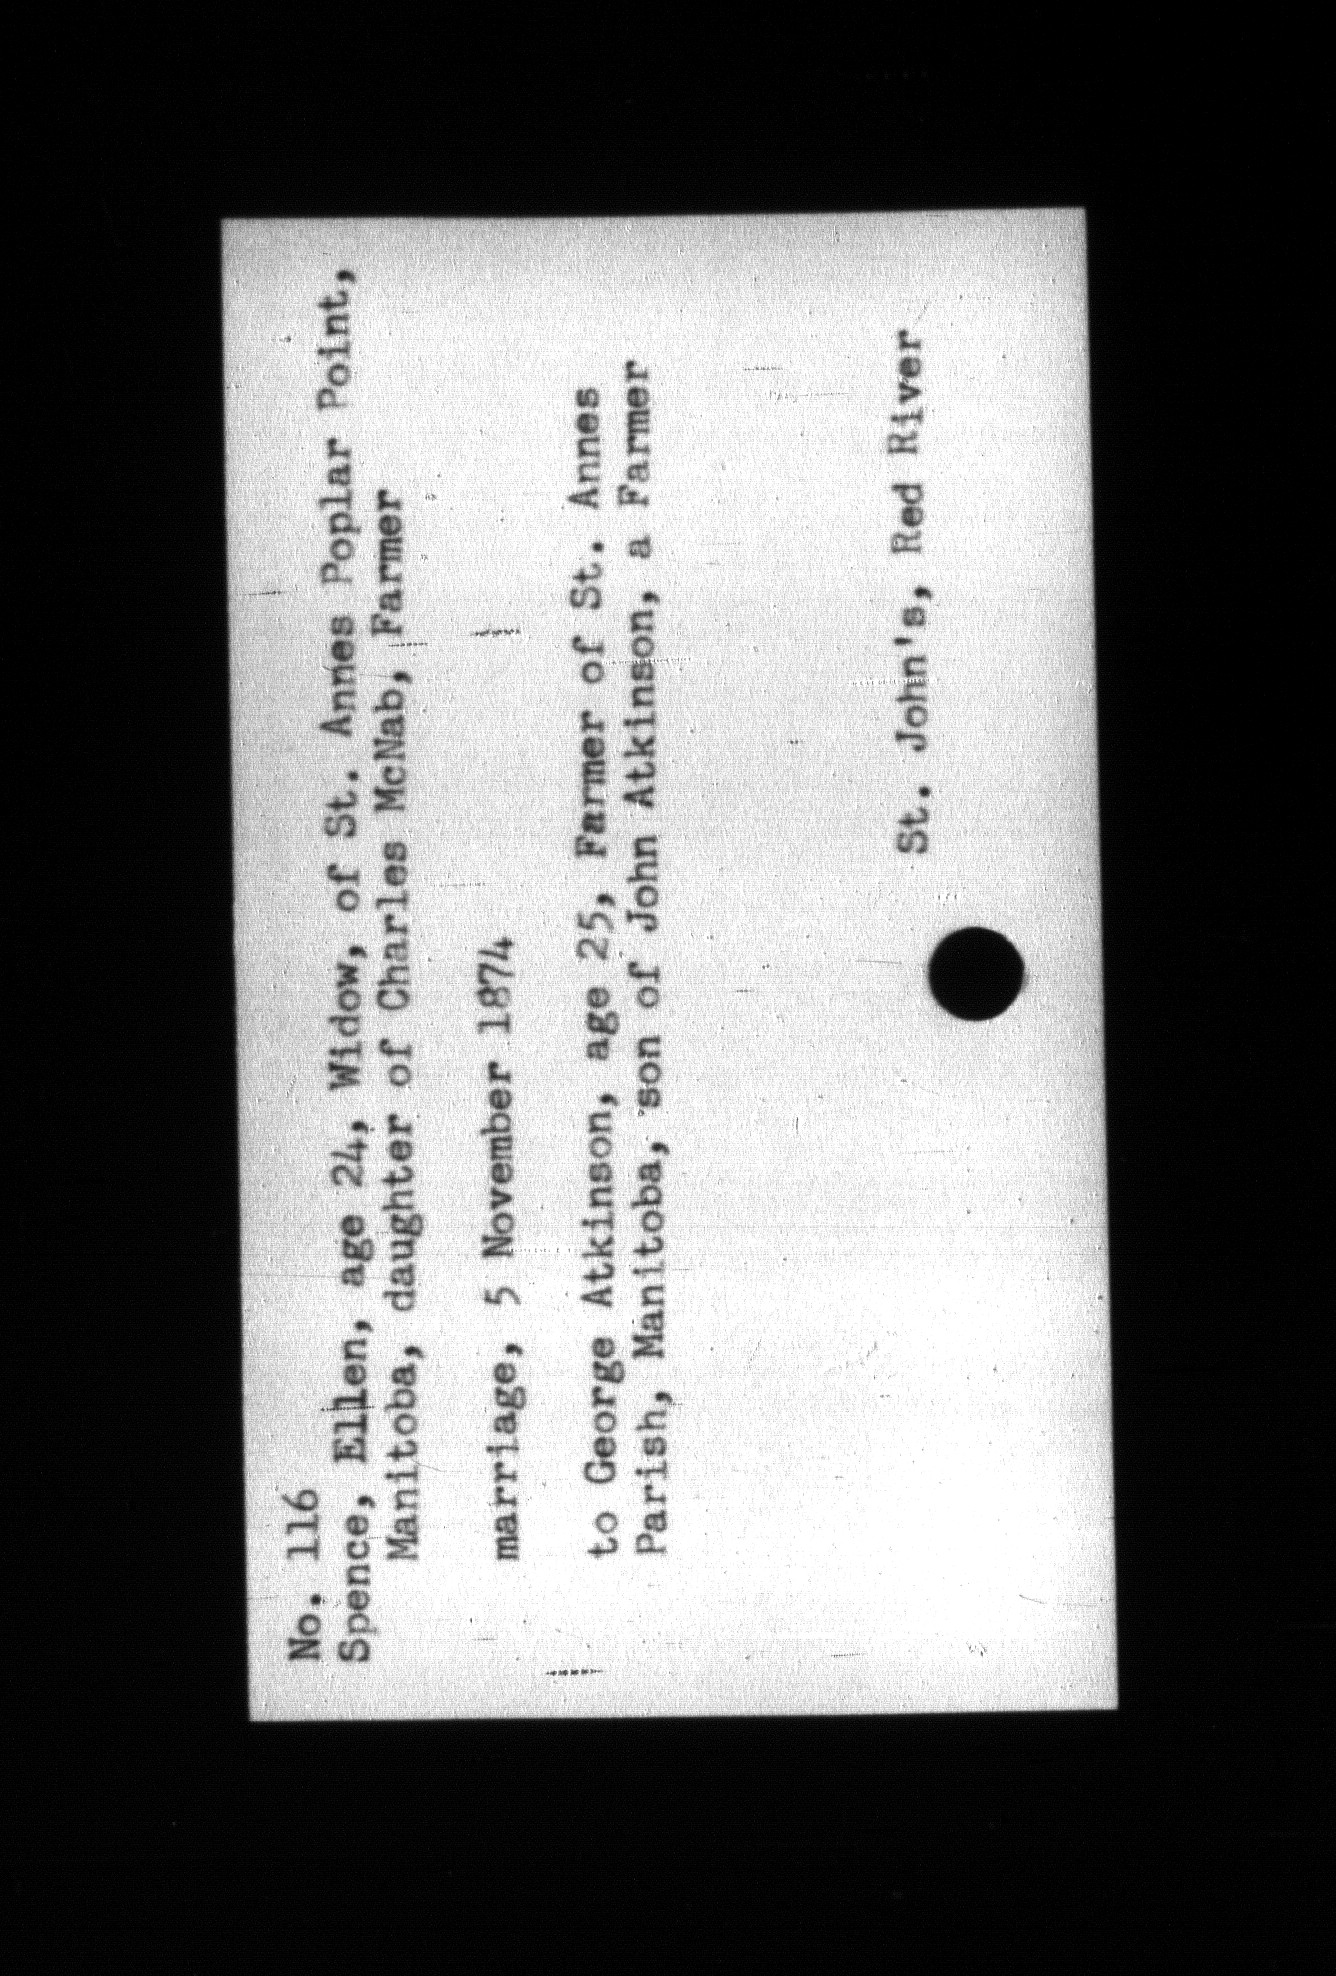 No. 116
Spence, Ellen, age 24, Widow, of St. Annes Poplar Point,
Manitoba, daughter of Charles McNab, Farmer
marriage, 5 November 1874
to George Atkinson, age 25, Farmer of St. Annes
Parish, Manitoba, son of John Atkinson, a Farmer
St. John's, Red River